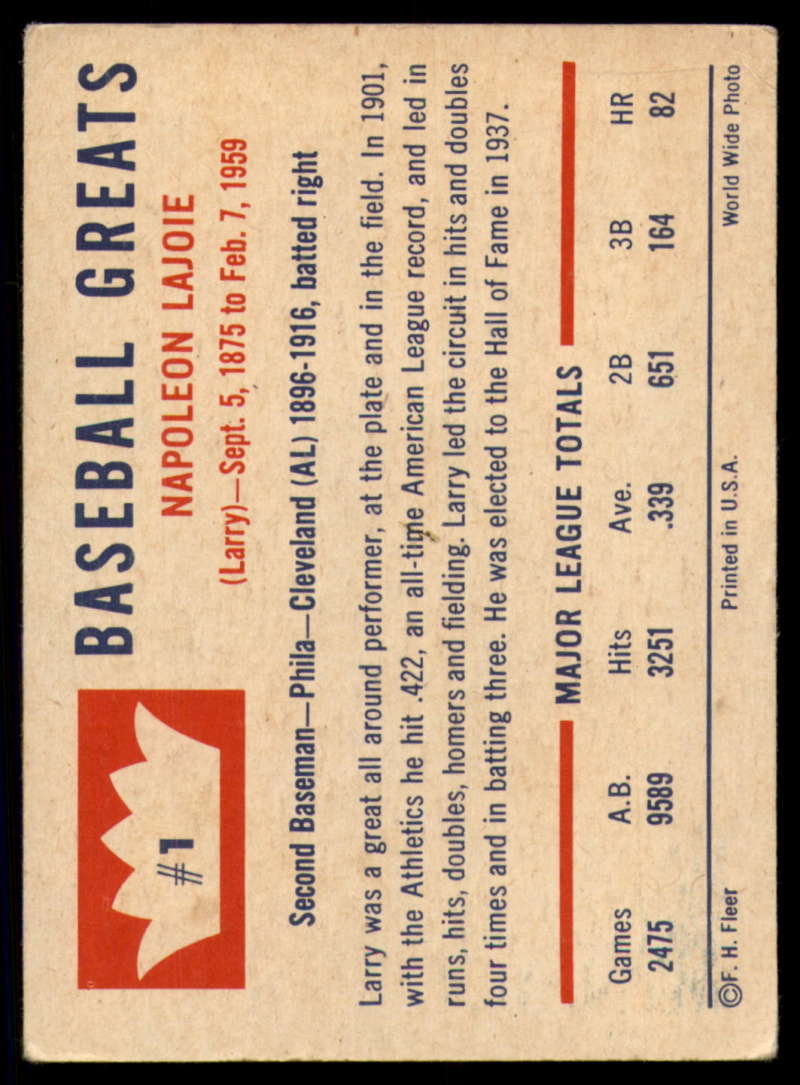 #1
BASEBALL GREATS
NAPOLEON LAJOIE
(Larry)—Sept. 5, 1875 to Feb. 7, 1959
Second Baseman—Phila—Cleveland (AL) 1896-1916, batted right
Larry was a great all around performer, at the plate and in the field. In 1901,
with the Athletics he hit .422, an all-time American League record, and led in
runs, hits, doubles, homers and fielding. Larry led the circuit in hits and doubles
four times and in batting three. He was elected to the Hall of Fame in 1937.
MAJOR LEAGUE TOTALS
Games A.B. Hits Ave. 2B 3B HR
2475 9589 3251 .339 651 164 82
©F. H. Fleer Printed in U.S.A. World Wide Photo